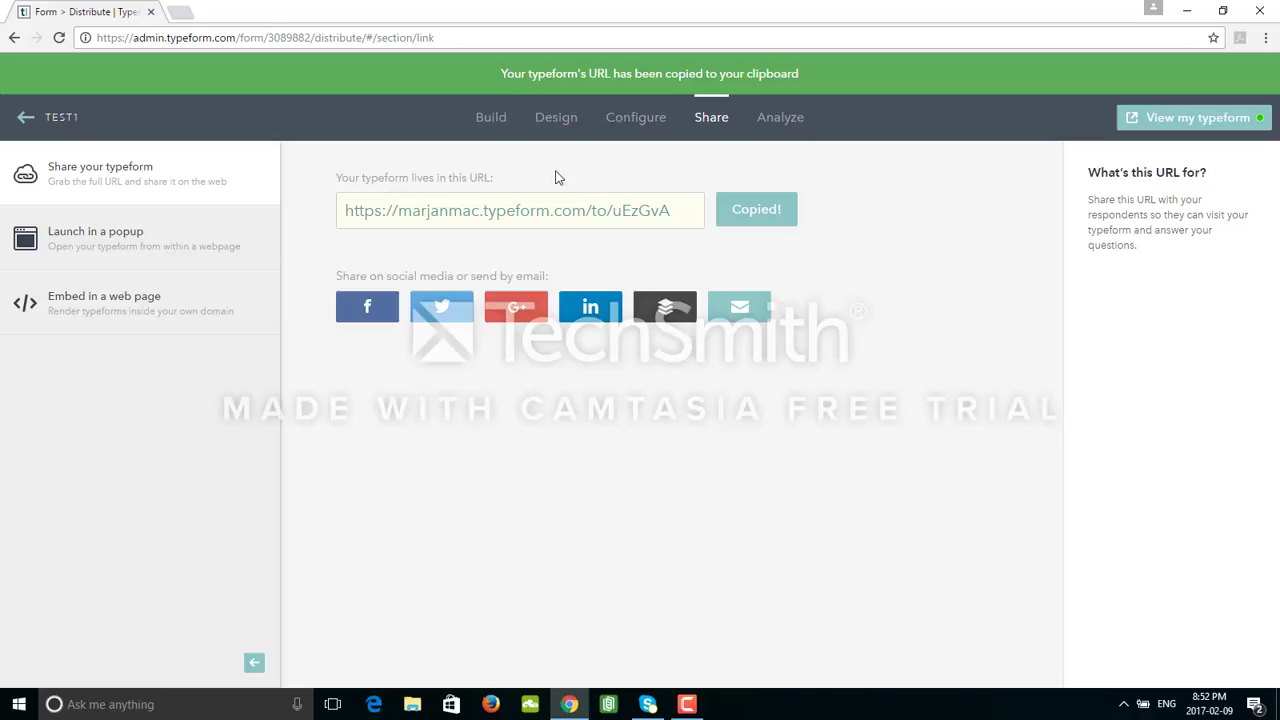 Form > Distribute | Type
https://admin.typeform.com/form/3089882/distribute/#/section/link
Your typeform's URL has been copied to your clipboard
TEST1
Build
Design
Configure
Share
Analyze
View my typeform
Share your typeform
Grab the full URL and share it on the web
Launch in a popup
Open your typeform from within a webpage
Embed in a web page
Render typeforms inside your own domain
Your typeform lives in this URL:
https://marjanmac.typeform.com/to/uEzGvA
Copied!
Share on social media or send by email:
f
G+
in
TechSmith®
MADE WITH CAMTASIA FREE TRIAL
What's this URL for?
Share this URL with your
respondents so they can visit your
typeform and answer your
questions.
Ask me anything
ENG
8:52 PM
2017-02-09
2